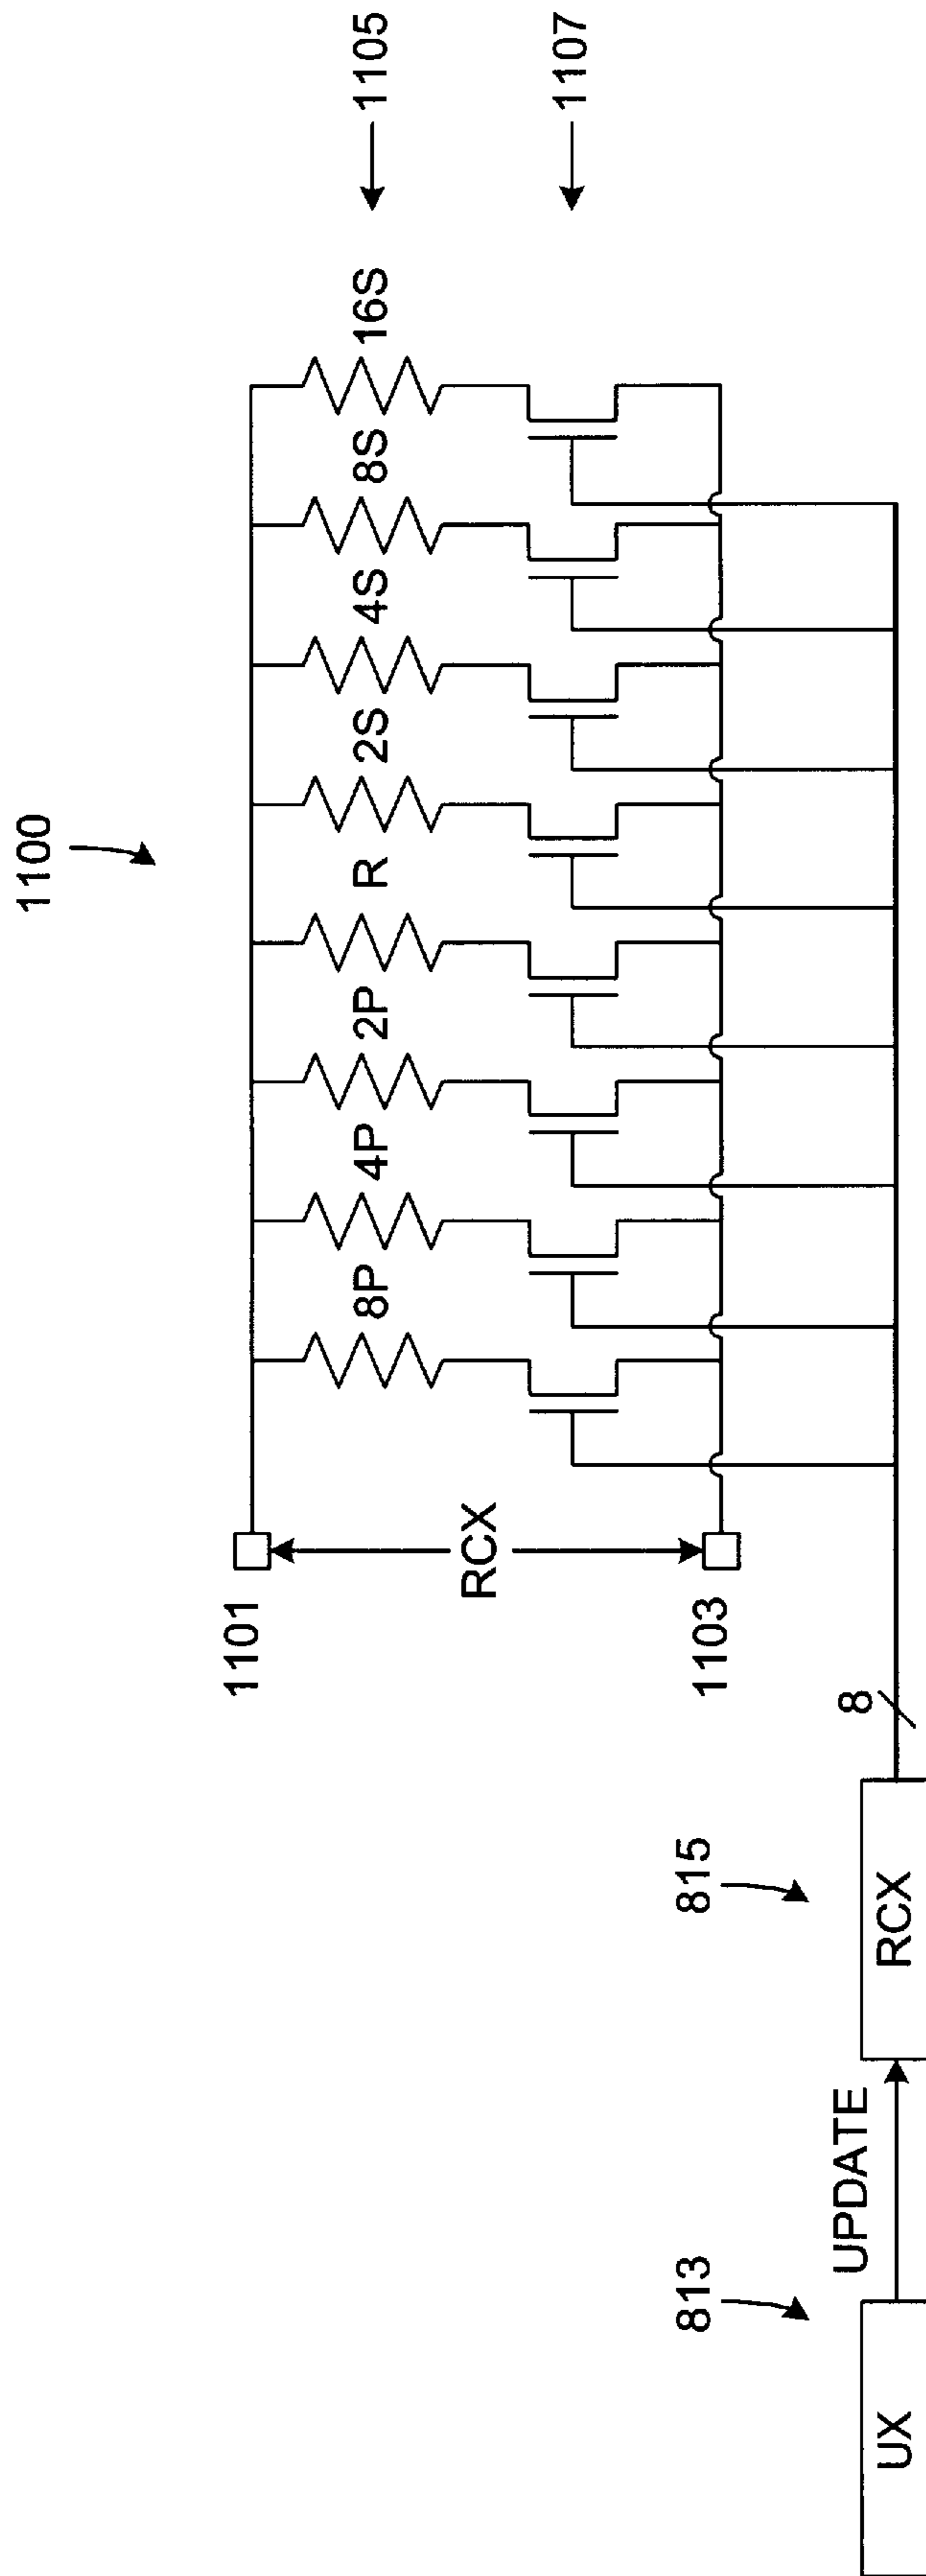 1100
1105
1107
8P
4P
2P
R
2S
4S
8S
16S
1101
RCX
1103
8
815
RCX
UPDATE
813
UX